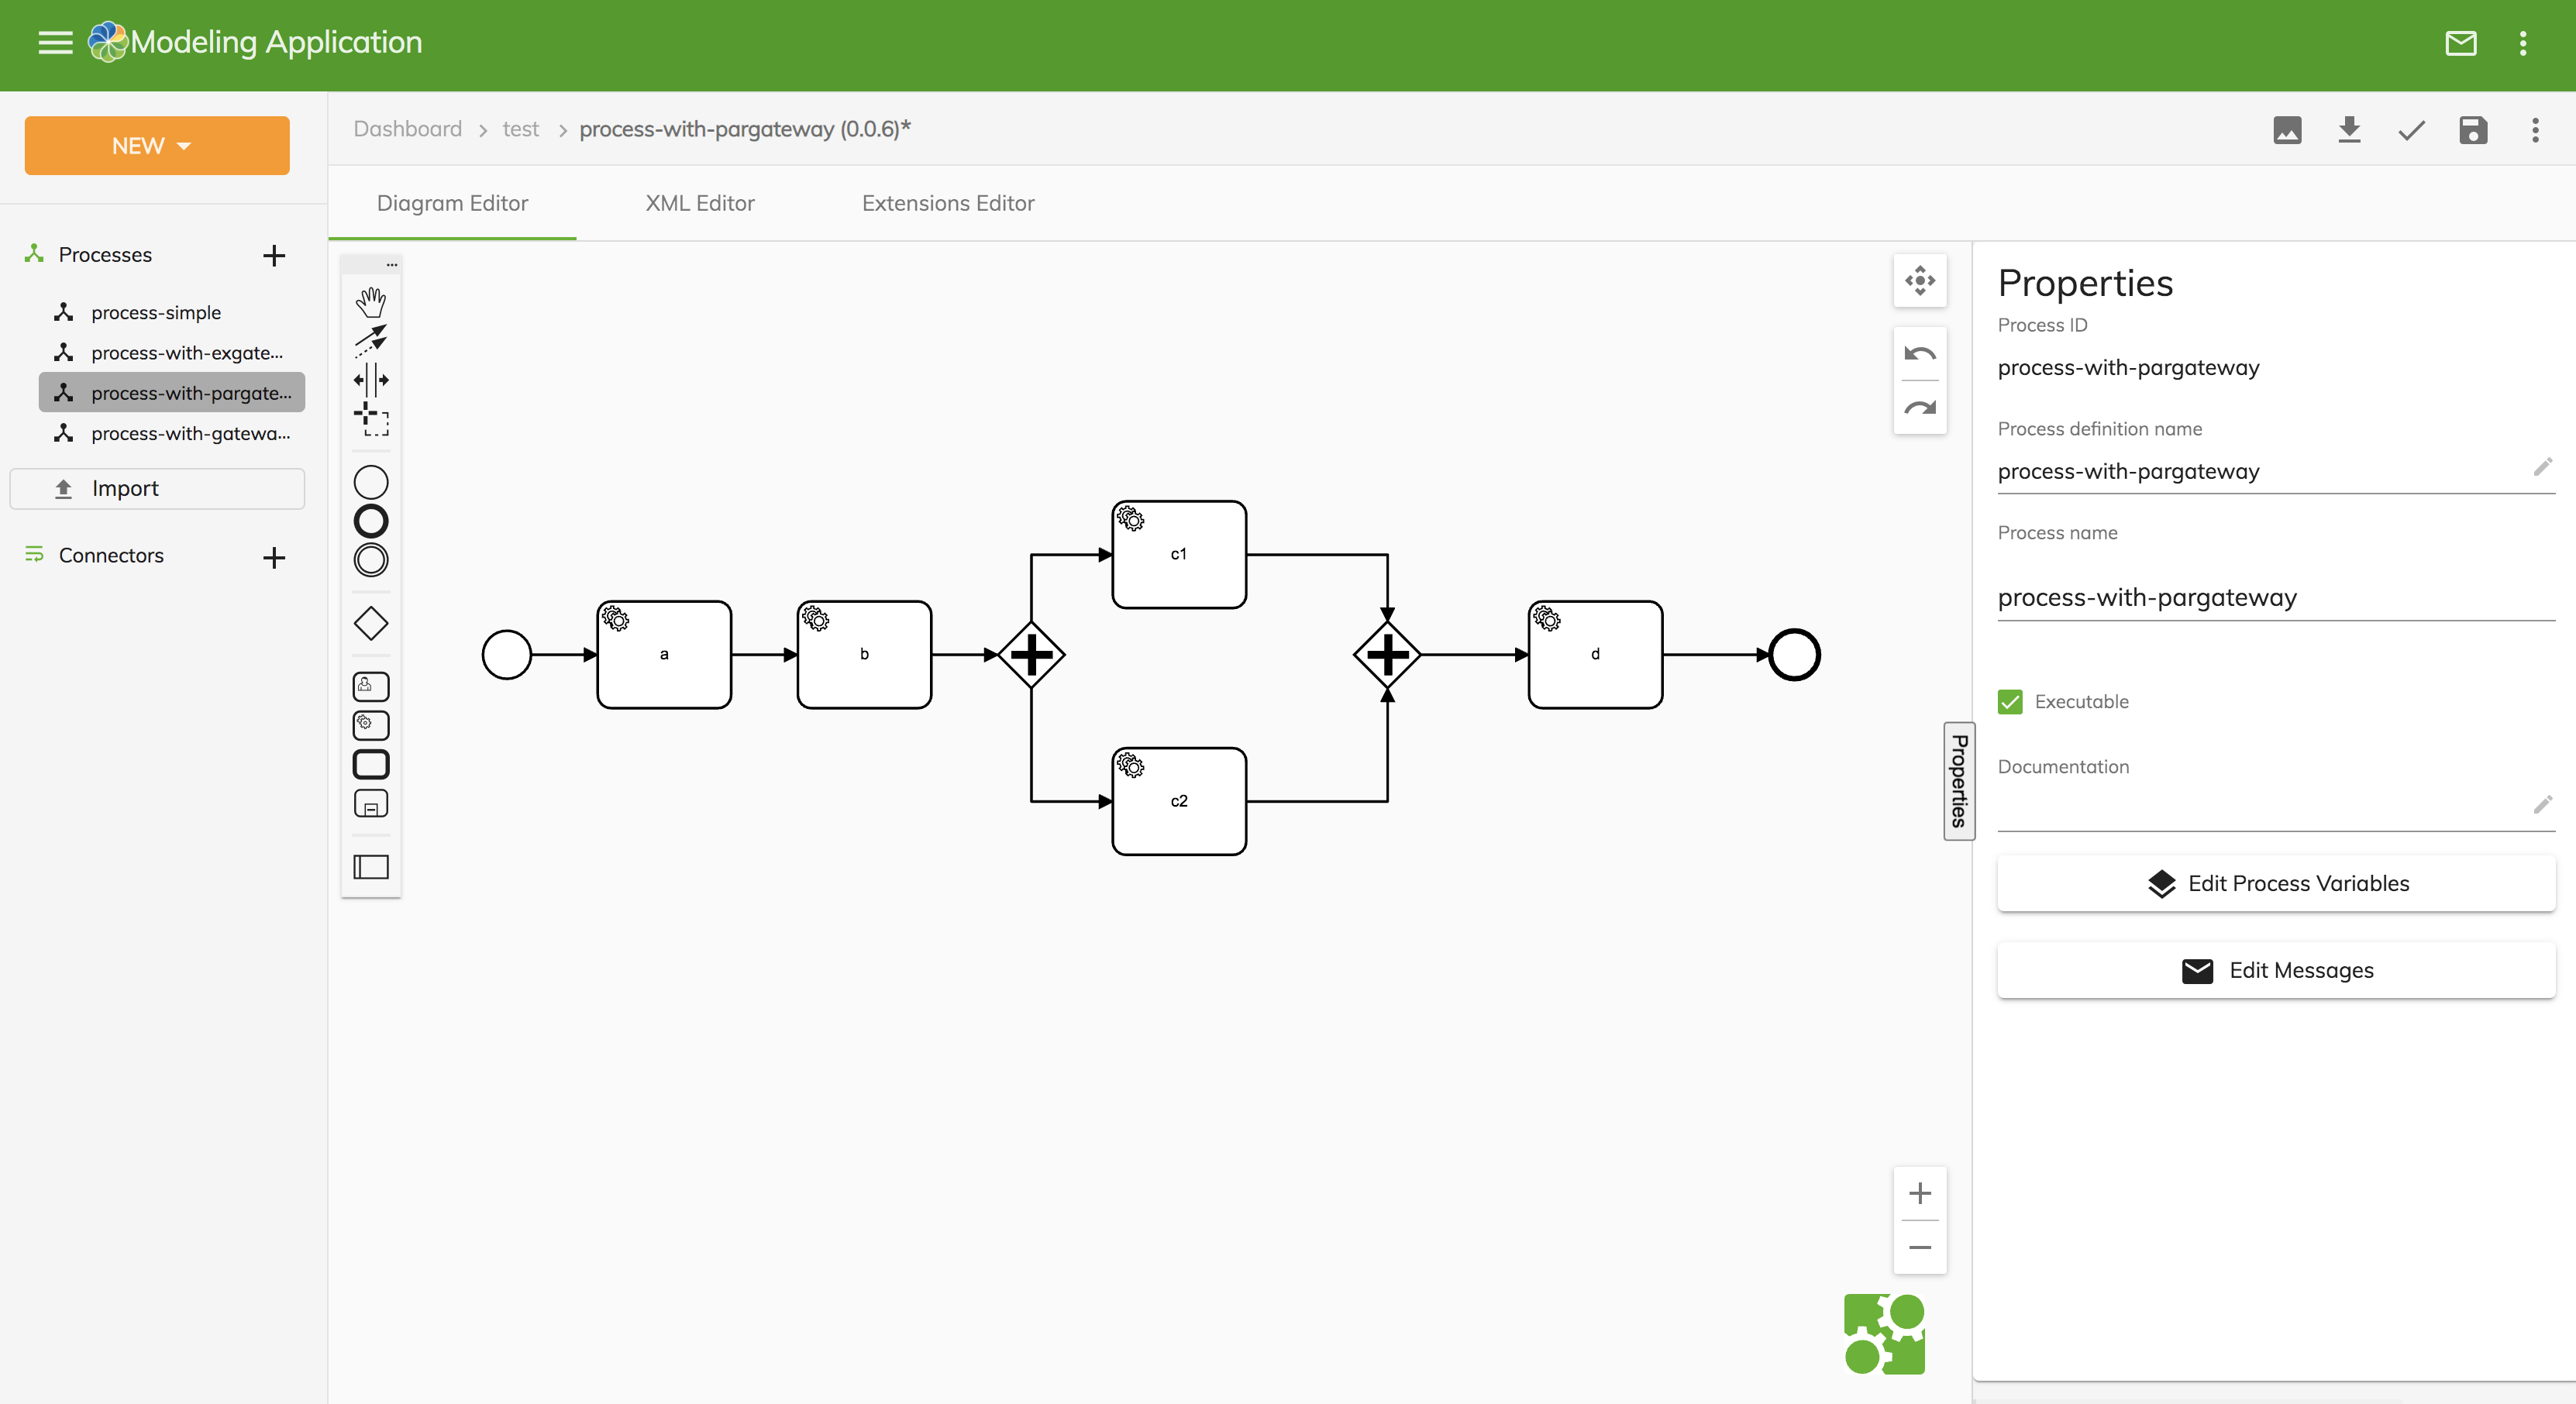 Modeling Application
NEW
Dashboard > test > process-with-pargateway (0.0.6)*
Diagram Editor
XML Editor
Extensions Editor
Processes
process-simple
process-with-exgate...
process-with-pargate...
process-with-gatewa...
Import
Connectors
a
b
c1
c2
d
Properties
Properties
Process ID
process-with-pargateway
Process definition name
process-with-pargateway
Process name
process-with-pargateway
Executable
Documentation
Edit Process Variables
Edit Messages